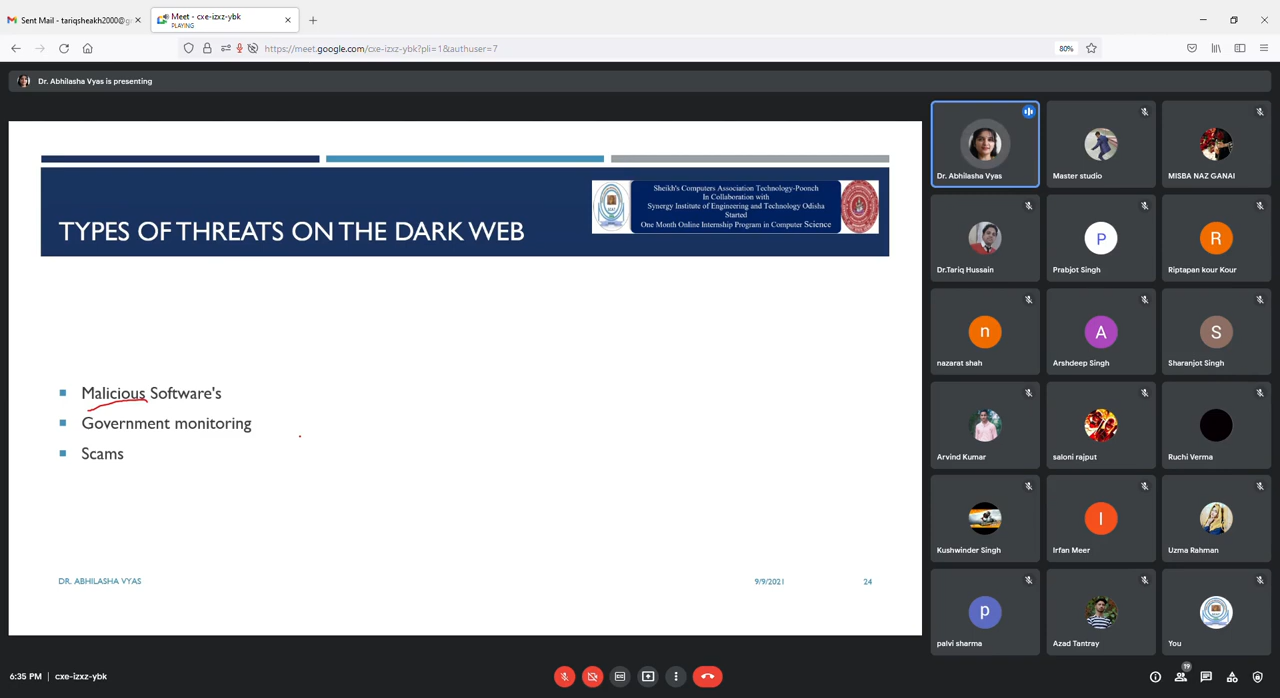 Sent Mail - tariqsheakh2000@g
Meet - cxe-izxz-ybk
PLAYING
https://meet.google.com/cxe-izxz-ybk?pli=1&authuser=7
80%
Dr. Abhilasha Vyas is presenting
TYPES OF THREATS ON THE DARK WEB
Sheikh's Computers Association Technology-Poonch
In Collaboration with
Synergy Institute of Engineering and Technology Odisha
Started
One Month Online Internship Program in Computer Science
Malicious Software's
Government monitoring
Scams
DR. ABHILASHA VYAS
9/9/2021
24
Dr. Abhilasha Vyas
Master studio
MISBA NAZ GANAI
Dr.Tariq Hussain
P
Prabjot Singh
R
Riptapan kour Kour
n
nazarat shah
A
Arshdeep Singh
S
Sharanjot Singh
Arvind Kumar
saloni rajput
Ruchi Verma
Kushwinder Singh
I
Irfan Meer
Uzma Rahman
p
palvi sharma
Azad Tantray
You
6:35 PM | cxe-izxz-ybk
19